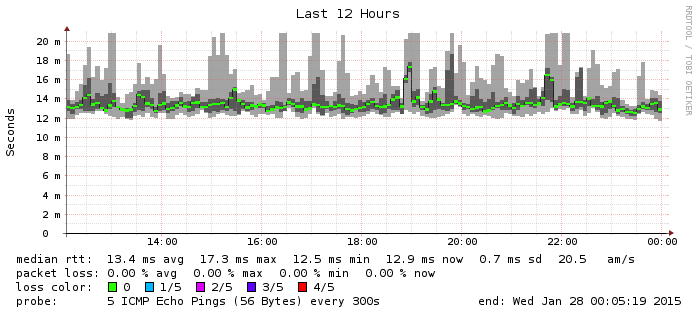 Last 12 Hours
RRDTOOL / TOBI OETIKER
Seconds
20 m
18 m
16 m
14 m
12 m
10 m
8 m
6 m
4 m
2 m
0
14:00 16:00 18:00 20:00 22:00 00:00
median rtt: 13.4 ms avg 17.3 ms max 12.5 ms min 12.9 ms now 0.7 ms sd 20.5 am/s
packet loss: 0.00 % avg 0.00 % max 0.00 % min 0.00 % now
loss color: 0 1/5 2/5 3/5 4/5
probe: 5 ICMP Echo Pings (56 Bytes) every 300s end: Wed Jan 28 00:05:19 2015